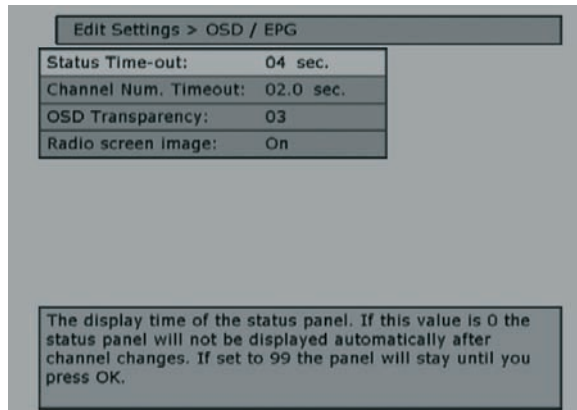 Edit Settings > OSD / EPG
Status Time-out: 04 sec.
Channel Num. Timeout: 02.0 sec.
OSD Transparency: 03
Radio screen image: On
The display time of the status panel. If this value is 0 the
status panel will not be displayed automatically after
channel changes. If set to 99 the panel will stay until you
press OK.